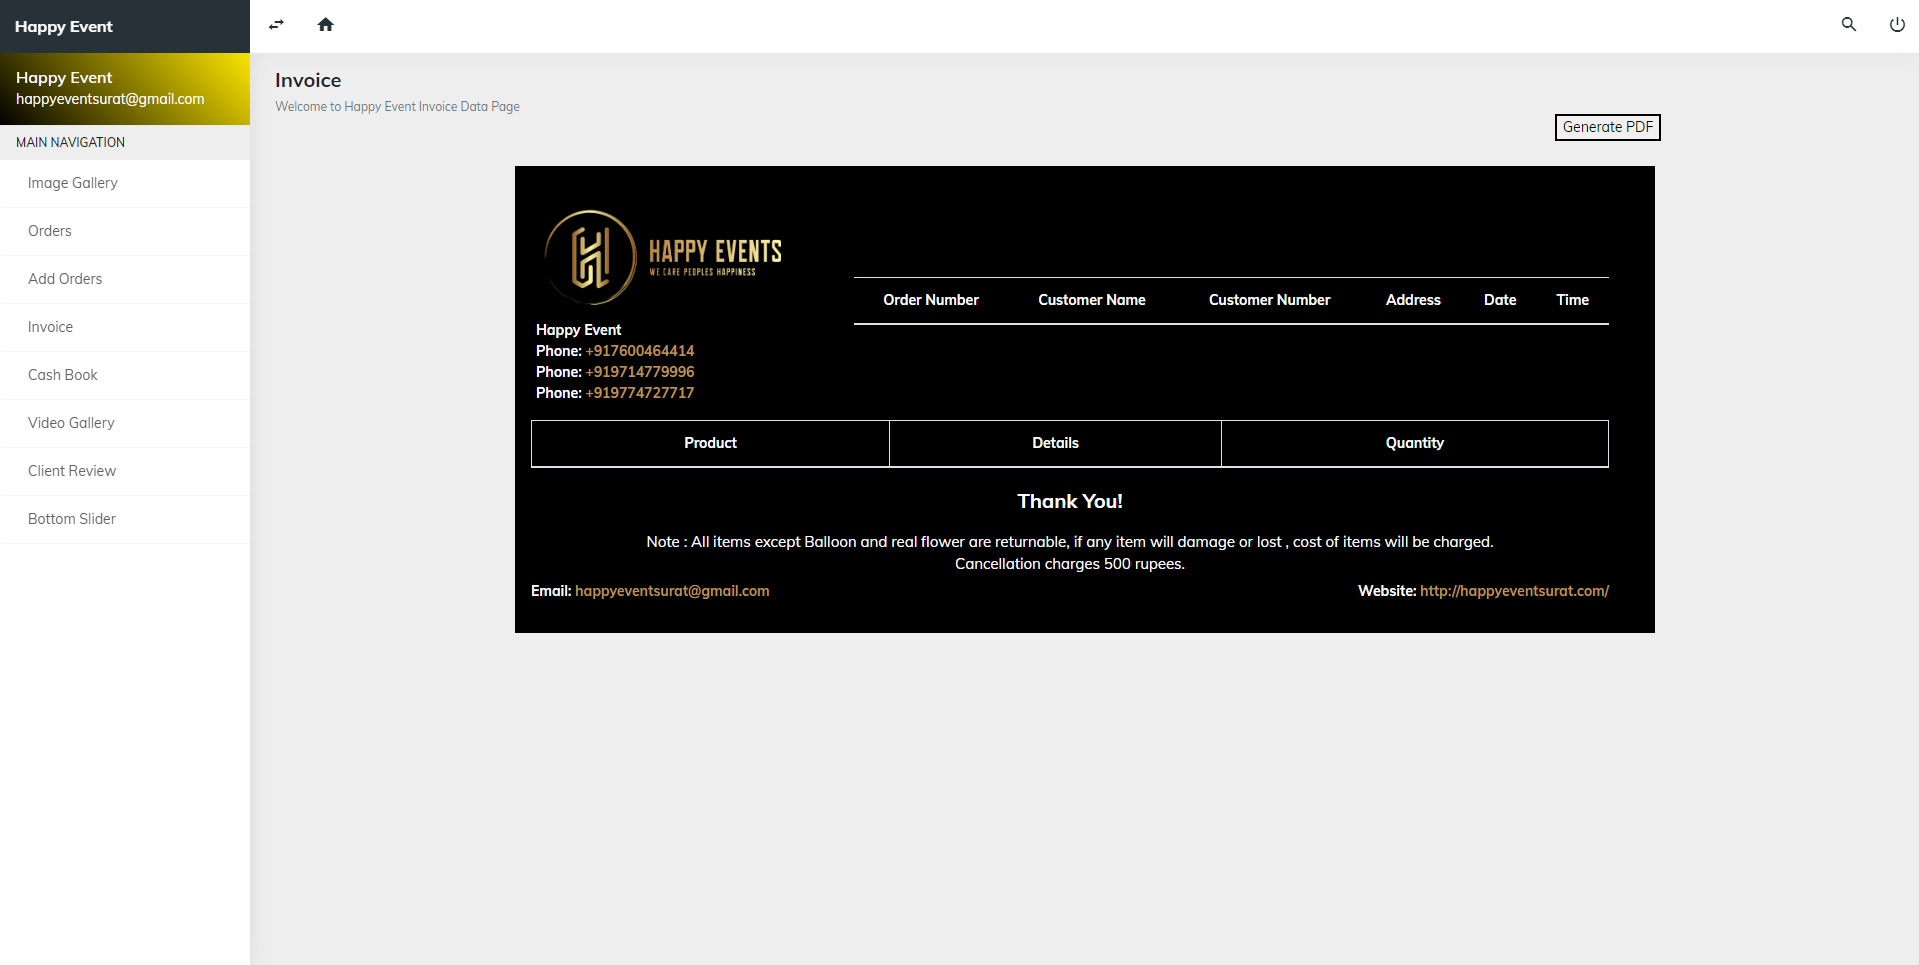 Happy Event
Happy Event
happyeventsurat@gmail.com
MAIN NAVIGATION
Image Gallery
Orders
Add Orders
Invoice
Cash Book
Video Gallery
Client Review
Bottom Slider
Invoice
Welcome to Happy Event Invoice Data Page
Generate PDF
HAPPY EVENTS
WE CARE PEOPLES HAPPINESS
Order Number Customer Name Customer Number Address Date Time
Happy Event
Phone: +917600464414
Phone: +919714779996
Phone: +919774727717
Product Details Quantity
Thank You!
Note : All items except Balloon and real flower are returnable, if any item will damage or lost , cost of items will be charged.
Cancellation charges 500 rupees.
Email: happyeventsurat@gmail.com Website: http://happyeventsurat.com/